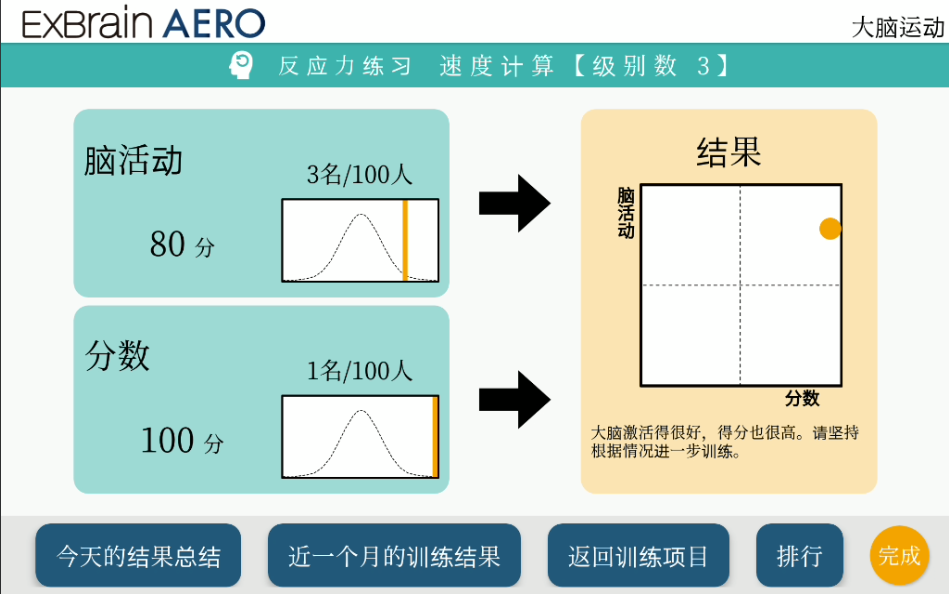 ExBrain AERO
大脑运动
反应力练习 速度计算【级别数 3】
脑活动
3名/100人
80 分
分数
1名/100人
100 分
结果
脑活动
分数
大脑激活得很好，得分也很高。请坚持
根据情况进一步训练。
今天的结果总结
近一个月的训练结果
返回训练项目
排行
完成